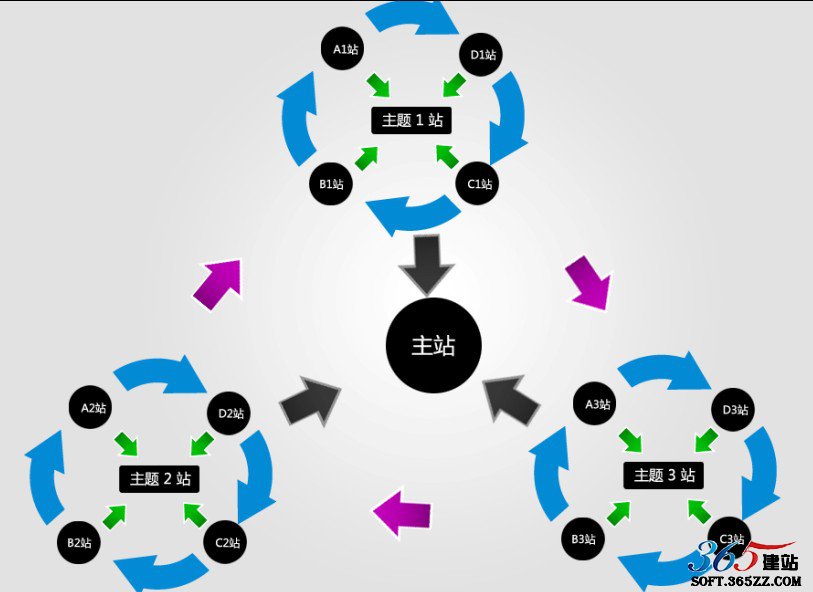 A1站
D1站
主题 1 站
B1站
C1站
主站
A2站
D2站
主题 2 站
B2站
C2站
A3站
D3站
主题 3 站
B3站
C3站
365建站
SOFT.365ZZ.COM